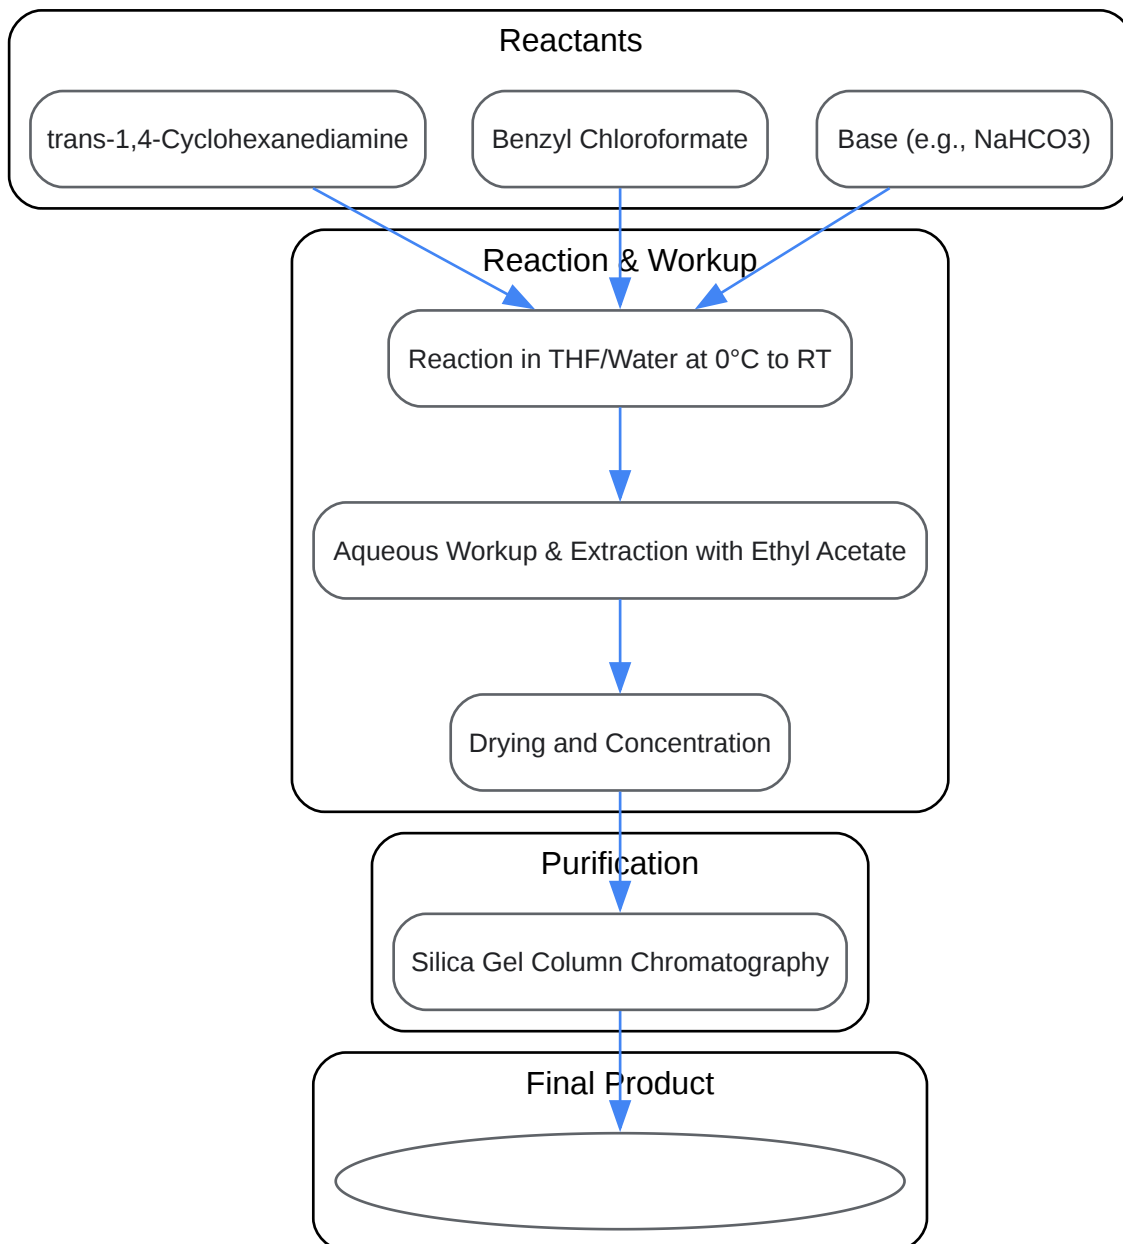 Reactants
trans-1,4-Cyclohexanediamine
Benzyl Chloroformate
Base (e.g., NaHCO3)
Reaction & Workup
Reaction in THF/Water at 0°C to RT
Aqueous Workup & Extraction with Ethyl Acetate
Drying and Concentration
Purification
Silica Gel Column Chromatography
Final Product